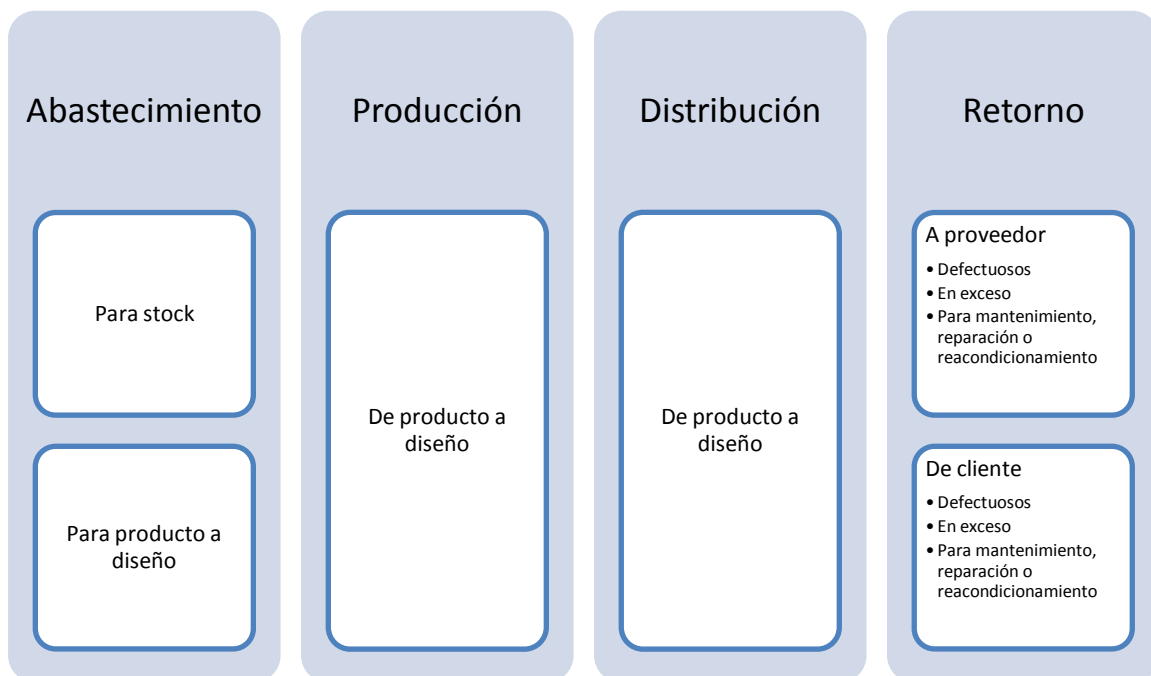 Abastecimiento
Para stock
Para producto a
diseño
Producción
De producto a
diseño
Distribución
De producto a
diseño
Retorno
A proveedor
• Defectuosos
• En exceso
• Para mantenimiento,
reparación o
reacondicionamiento
De cliente
• Defectuosos
• En exceso
• Para mantenimiento,
reparación o
reacondicionamiento